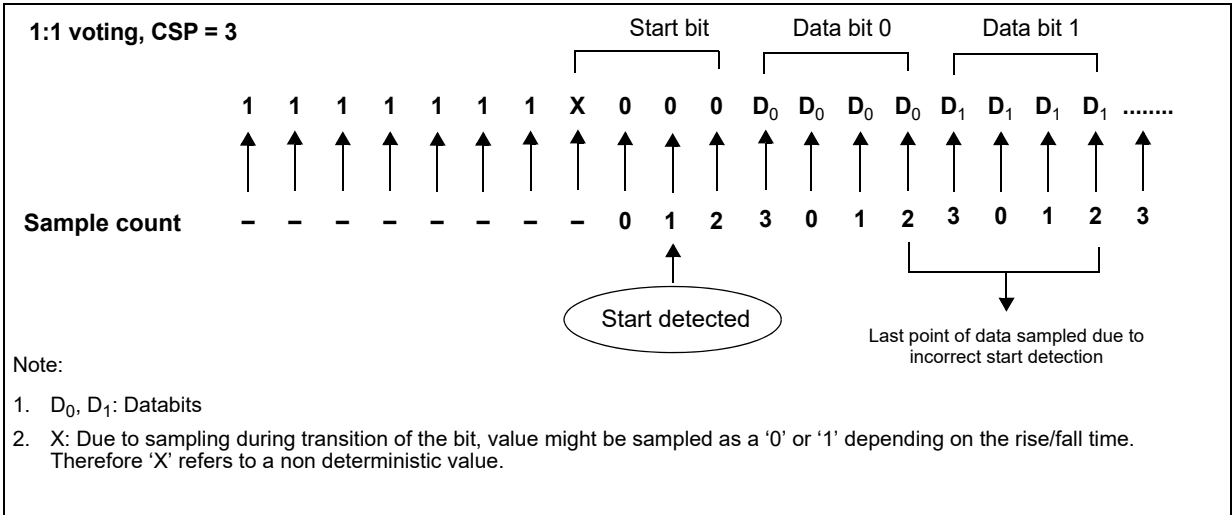 1:1 voting, CSP = 3
Start bit Data bit 0 Data bit 1
1 1 1 1 1 1 1 X 0 0 0 D0 D0 D0 D0 D1 D1 D1 D1 ........
Sample count – – – – – – – – 0 1 2 3 0 1 2 3 0 1 2 3
Start detected
Last point of data sampled due to
incorrect start detection
Note:
1. D0, D1: Databits
2. X: Due to sampling during transition of the bit, value might be sampled as a ‘0’ or ‘1’ depending on the rise/fall time.
Therefore ‘X’ refers to a non deterministic value.